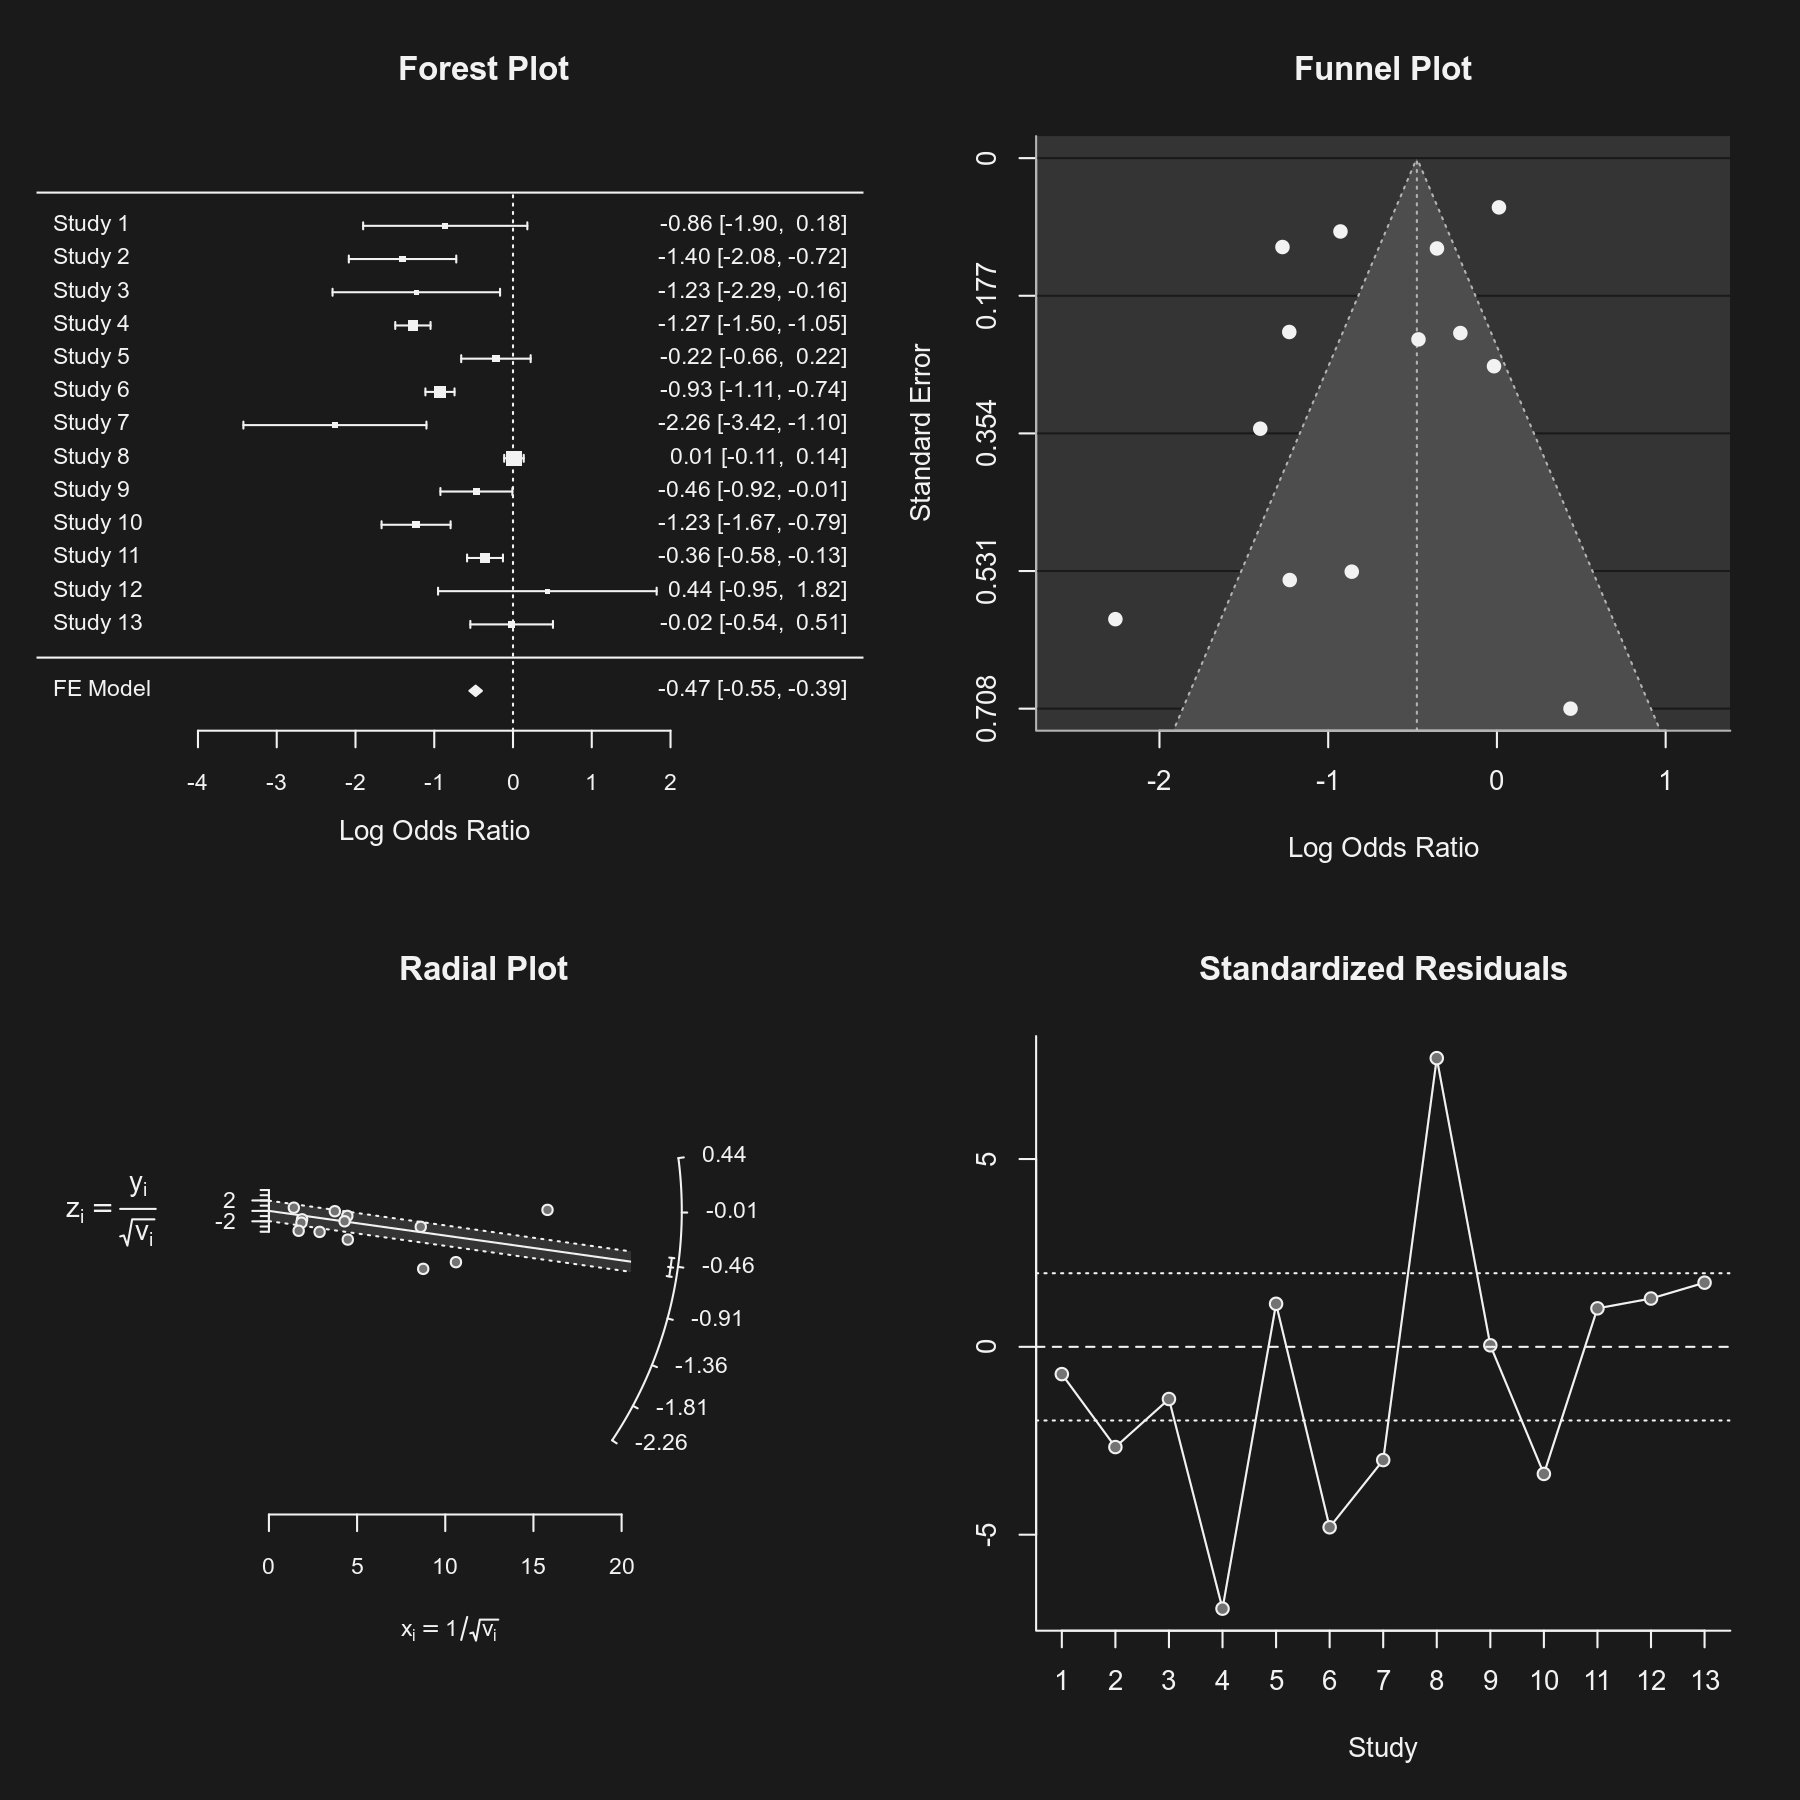 Forest Plot
Study 1 -0.86 [-1.90, 0.18]
Study 2 -1.40 [-2.08, -0.72]
Study 3 -1.23 [-2.29, -0.16]
Study 4 -1.27 [-1.50, -1.05]
Study 5 -0.22 [-0.66, 0.22]
Study 6 -0.93 [-1.11, -0.74]
Study 7 -2.26 [-3.42, -1.10]
Study 8 0.01 [-0.11, 0.14]
Study 9 -0.46 [-0.92, -0.01]
Study 10 -1.23 [-1.67, -0.79]
Study 11 -0.36 [-0.58, -0.13]
Study 12 0.44 [-0.95, 1.82]
Study 13 -0.02 [-0.54, 0.51]
FE Model -0.47 [-0.55, -0.39]
-4 -3 -2 -1 0 1 2
Log Odds Ratio
Funnel Plot
Standard Error
0
0.177
0.354
0.531
0.708
-2 -1 0 1
Log Odds Ratio
Radial Plot
zᵢ = yᵢ / √vᵢ
2
-2
0.44
-0.01
-0.46
-0.91
-1.36
-1.81
-2.26
0 5 10 15 20
xᵢ = 1/√vᵢ
Standardized Residuals
5
0
-5
1 2 3 4 5 6 7 8 9 10 11 12 13
Study